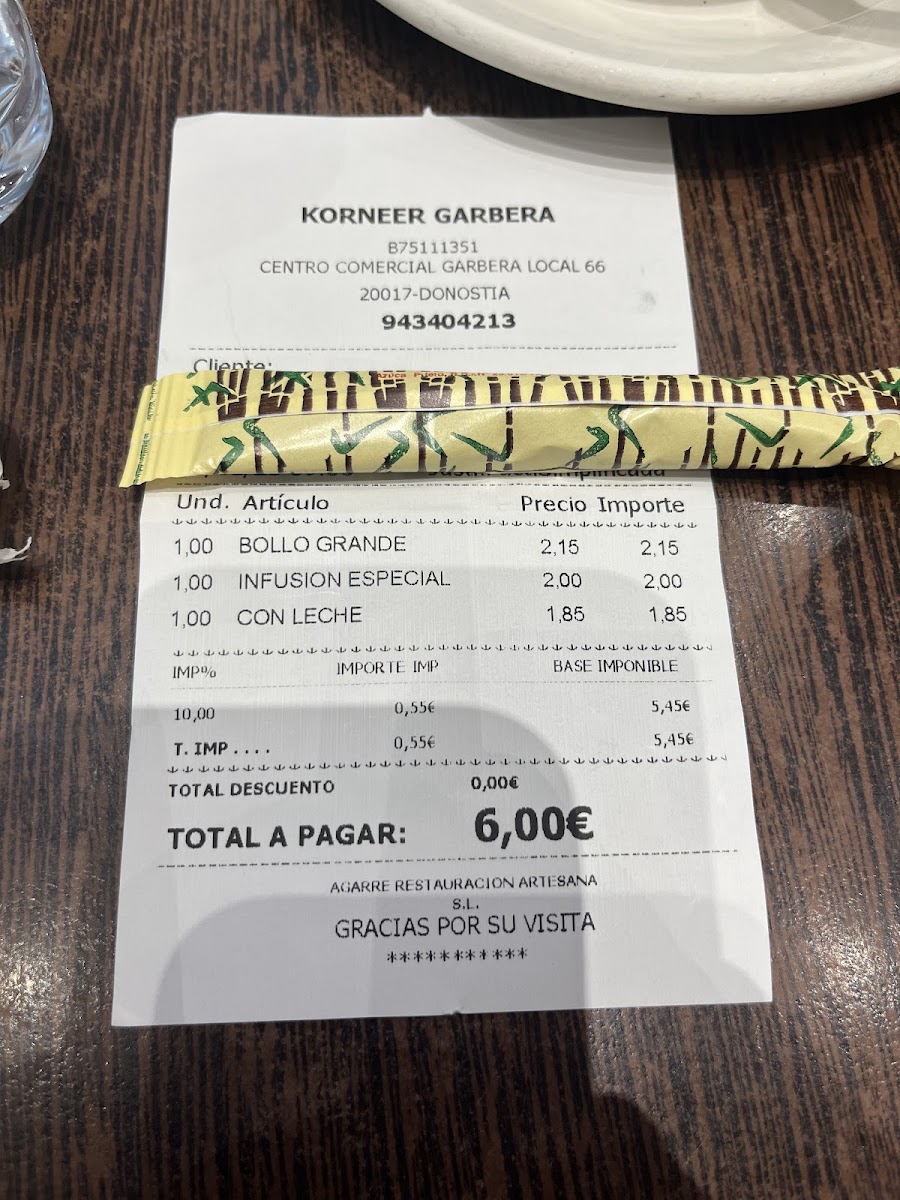 KORNEER GARBERA
B75111351
CENTRO COMERCIAL GARBERA LOCAL 66
20017-DONOSTIA
943404213
Cliente:
Und. Artículo Precio Importe
1,00 BOLLO GRANDE 2,15 2,15
1,00 INFUSION ESPECIAL 2,00 2,00
1,00 CON LECHE 1,85 1,85
IMP% IMPORTE IMP BASE IMPONIBLE
10,00 0,55€ 5,45€
T. IMP .... 0,55€ 5,45€
TOTAL DESCUENTO 0,00€
TOTAL A PAGAR: 6,00€
AGARRE RESTAURACION ARTESANA
S.L.
GRACIAS POR SU VISITA
***********